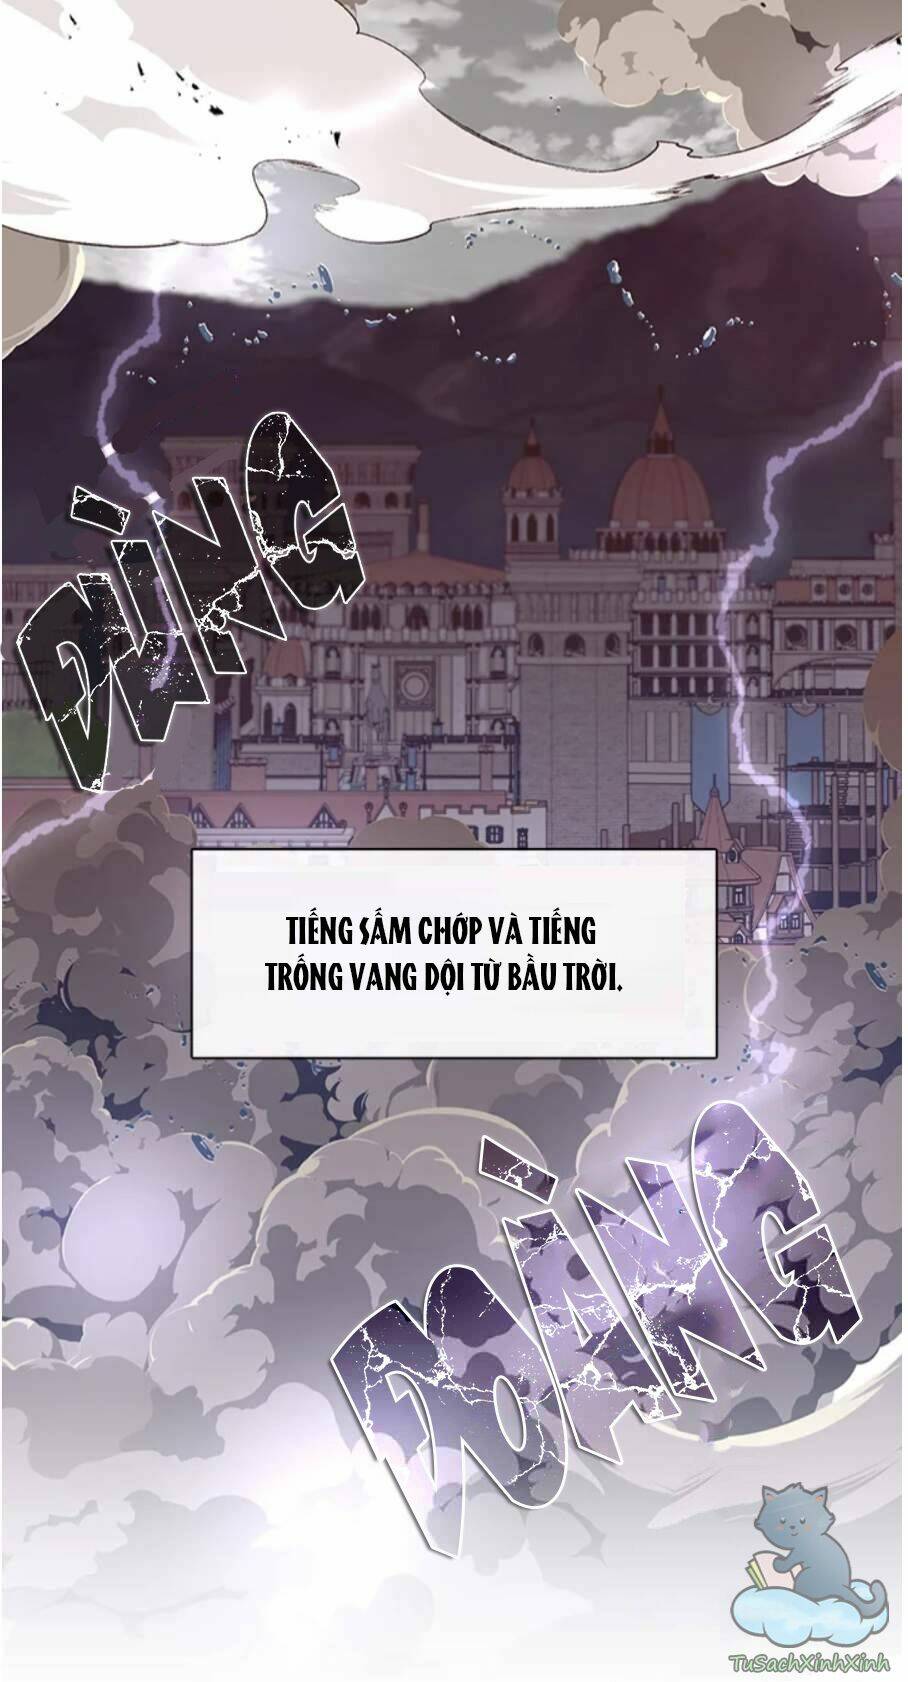 ĐÙNG
TIẾNG SẤM CHỚP VÀ TIẾNG
TRỐNG VANG DỘI TỪ BẦU TRỜI.
ĐOÀNG
TuSachXinhXinh